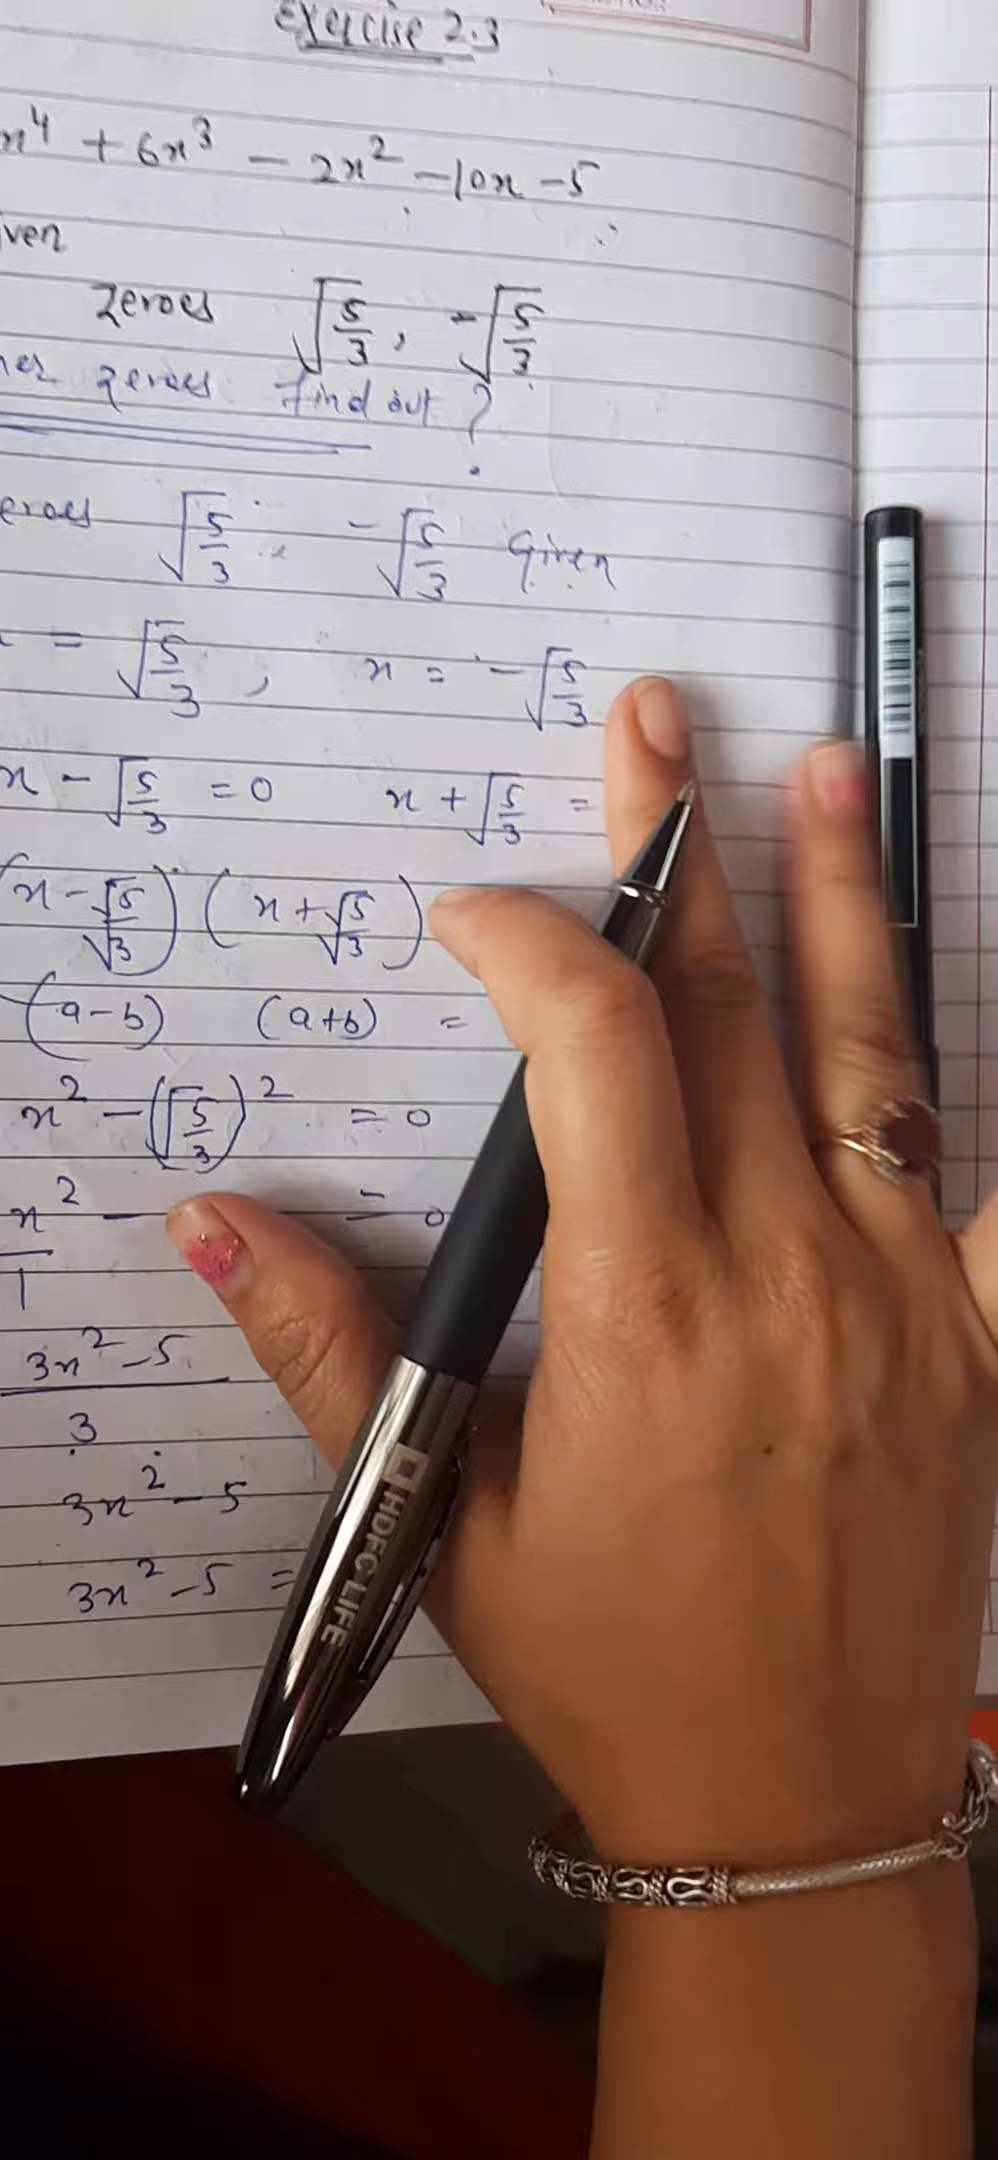 Exercise 2.3
x⁴ + 6x³ - 2x² - 10x - 5
iven
zeroes √5/3, -√5/3
her zeroes find out?
eroes √5/3 -√5/3 Given
= √5/3, x = -√5/3
x - √5/3 = 0 x + √5/3 =
(x - √5/√3) (x + √5/√3)
(a-b) (a+b) =
x² - (√5/3)² = 0
x²/1 - = 0
3x² - 5
3
3x² - 5
3x² - 5 =
HDFC LIFE